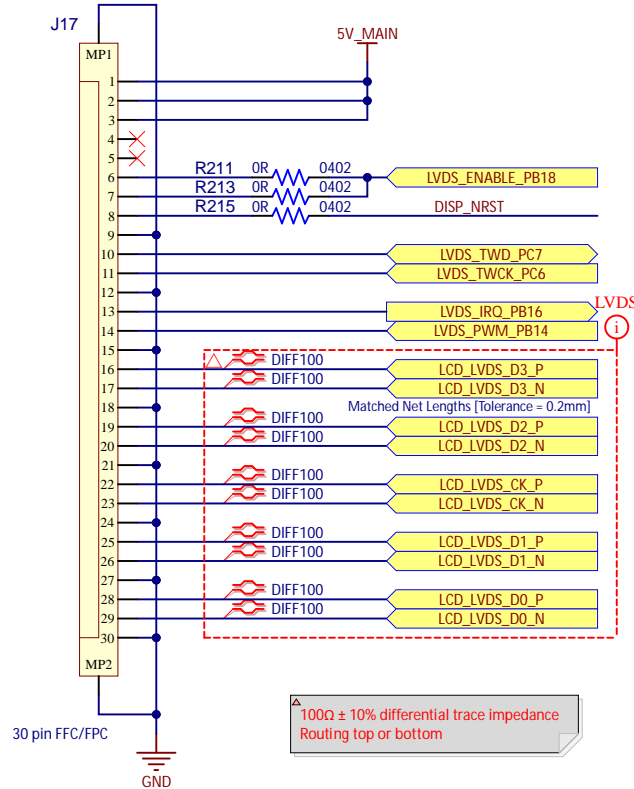 J17
5V_MAIN
MP1
1
2
3
4
5
R211 0R 0402
6 LVDS_ENABLE_PB18
R213 0R 0402
7
R215 0R 0402
8 DISP_NRST
9
10 LVDS_TWD_PC7
11 LVDS_TWCK_PC6
12
13 LVDS_IRQ_PB16
LVDS
i
14 LVDS_PWM_PB14
15
DIFF100
16 LCD_LVDS_D3_P
DIFF100
17 LCD_LVDS_D3_N
Matched Net Lengths [Tolerance = 0.2mm]
18
DIFF100
19 LCD_LVDS_D2_P
DIFF100
20 LCD_LVDS_D2_N
21
DIFF100
22 LCD_LVDS_CK_P
DIFF100
23 LCD_LVDS_CK_N
24
DIFF100
25 LCD_LVDS_D1_P
DIFF100
26 LCD_LVDS_D1_N
27
DIFF100
28 LCD_LVDS_D0_P
DIFF100
29 LCD_LVDS_D0_N
30
MP2
30 pin FFC/FPC
GND
100Ω ± 10% differential trace impedance
Routing top or bottom